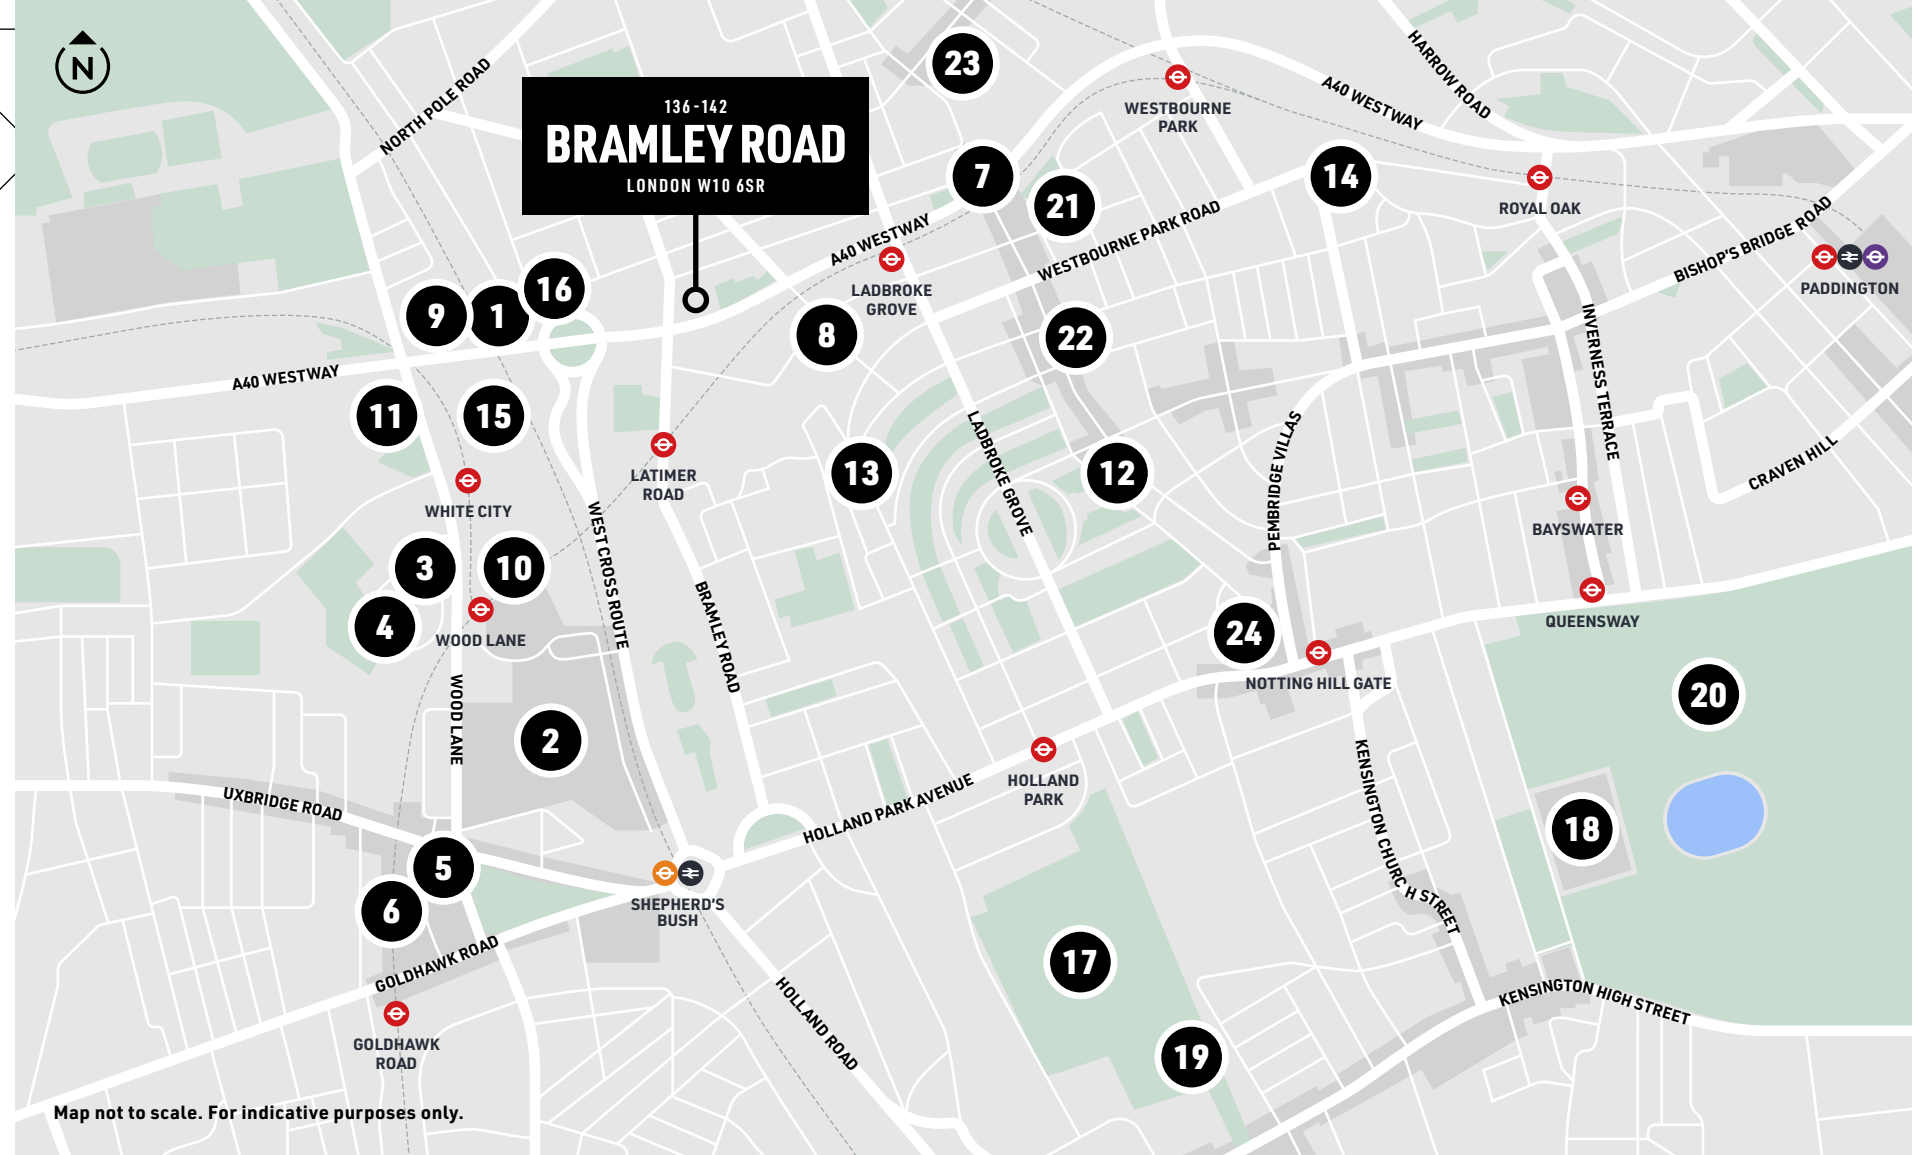 N
NORTH POLE ROAD
136-142
BRAMLEY ROAD
LONDON W10 6SR
23
WESTBOURNE
PARK
A40 WESTWAY
HARROW ROAD
7
21
14
ROYAL OAK
A40 WESTWAY
WESTBOURNE PARK ROAD
BISHOP'S BRIDGE ROAD
PADDINGTON
LADBROKE
GROVE
9
1
16
8
22
INVERNESS TERRACE
A40 WESTWAY
11
15
LATIMER
ROAD
13
LADBROKE GROVE
12
PEMBRIDGE VILLAS
CRAVEN HILL
WHITE CITY
BAYSWATER
WEST CROSS ROUTE
3
10
4
WOOD LANE
BRAMLEY ROAD
24
QUEENSWAY
NOTTING HILL GATE
20
WOOD LANE
2
HOLLAND
PARK
KENSINGTON CHURCH STREET
UXBRIDGE ROAD
HOLLAND PARK AVENUE
18
5
6
SHEPHERD'S
BUSH
GOLDHAWK ROAD
17
HOLLAND ROAD
KENSINGTON HIGH STREET
GOLDHAWK
ROAD
19
Map not to scale. For indicative purposes only.